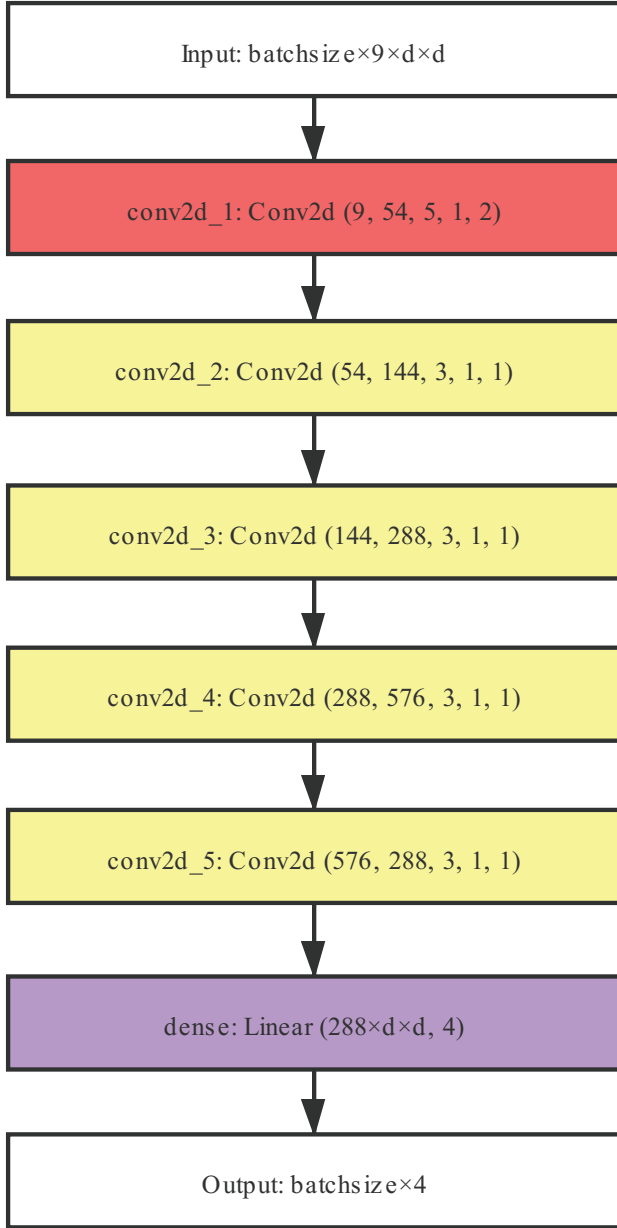 Input: batchsize×9×d×d
conv2d_1: Conv2d (9, 54, 5, 1, 2)
conv2d_2: Conv2d (54, 144, 3, 1, 1)
conv2d_3: Conv2d (144, 288, 3, 1, 1)
conv2d_4: Conv2d (288, 576, 3, 1, 1)
conv2d_5: Conv2d (576, 288, 3, 1, 1)
dense: Linear (288×d×d, 4)
Output: batchsize×4